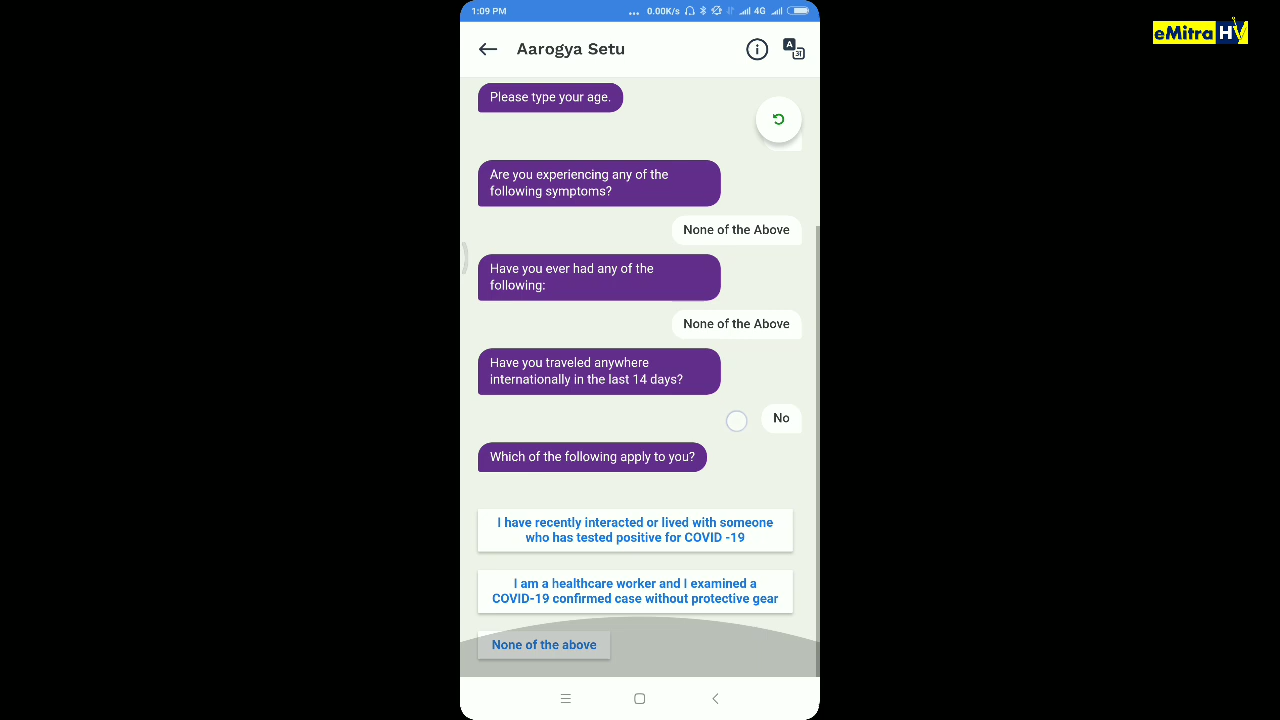 1:09 PM
... 0.00K/s 4G
eMitra HV
Aarogya Setu
Please type your age.
Are you experiencing any of the
following symptoms?
None of the Above
Have you ever had any of the
following:
None of the Above
Have you traveled anywhere
internationally in the last 14 days?
No
Which of the following apply to you?
I have recently interacted or lived with someone
who has tested positive for COVID -19
I am a healthcare worker and I examined a
COVID-19 confirmed case without protective gear
None of the above